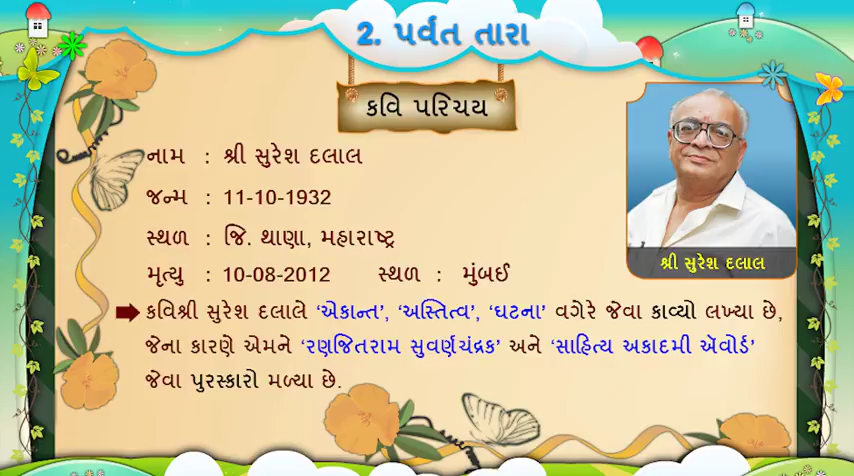 2. પર્વત તારા
કવિ પરિચય
નામ : શ્રી સુરેશ દલાલ
જન્મ : 11-10-1932
સ્થળ : જિ. થાણા, મહારાષ્ટ્ર
મૃત્યુ : 10-08-2012 સ્થળ : મુંબઈ
શ્રી સુરેશ દલાલ
કવિશ્રી સુરેશ દલાલે ‘એકાન્ત’, ‘અસ્તિત્વ’, ‘ઘટના’ વગેરે જેવા કાવ્યો લખ્યા છે,
જેના કારણે એમને ‘રણજિતરામ સુવર્ણચંદ્રક’ અને ‘સાહિત્ય અકાદમી ઍવોર્ડ’
જેવા પુરસ્કારો મળ્યા છે.